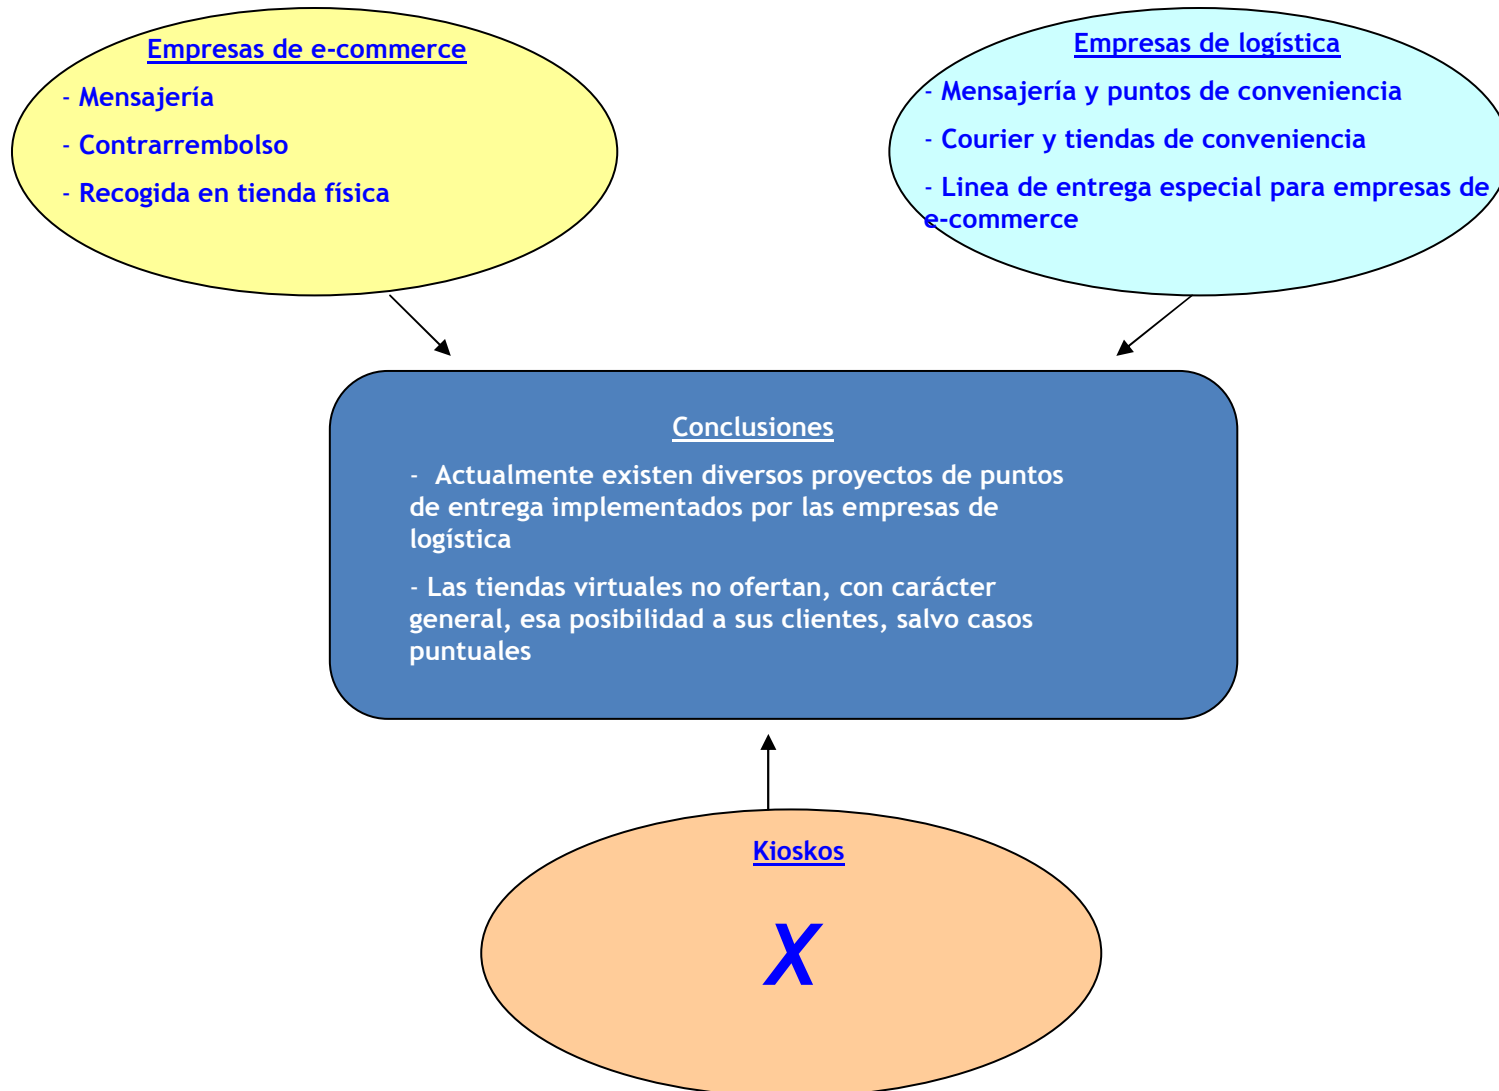 Empresas de e-commerce
- Mensajería
- Contrarrembolso
- Recogida en tienda física
Empresas de logística
- Mensajería y puntos de conveniencia
- Courier y tiendas de conveniencia
- Linea de entrega especial para empresas de
e-commerce
Conclusiones
- Actualmente existen diversos proyectos de puntos
de entrega implementados por las empresas de
logística
- Las tiendas virtuales no ofertan, con carácter
general, esa posibilidad a sus clientes, salvo casos
puntuales
Kioskos
X